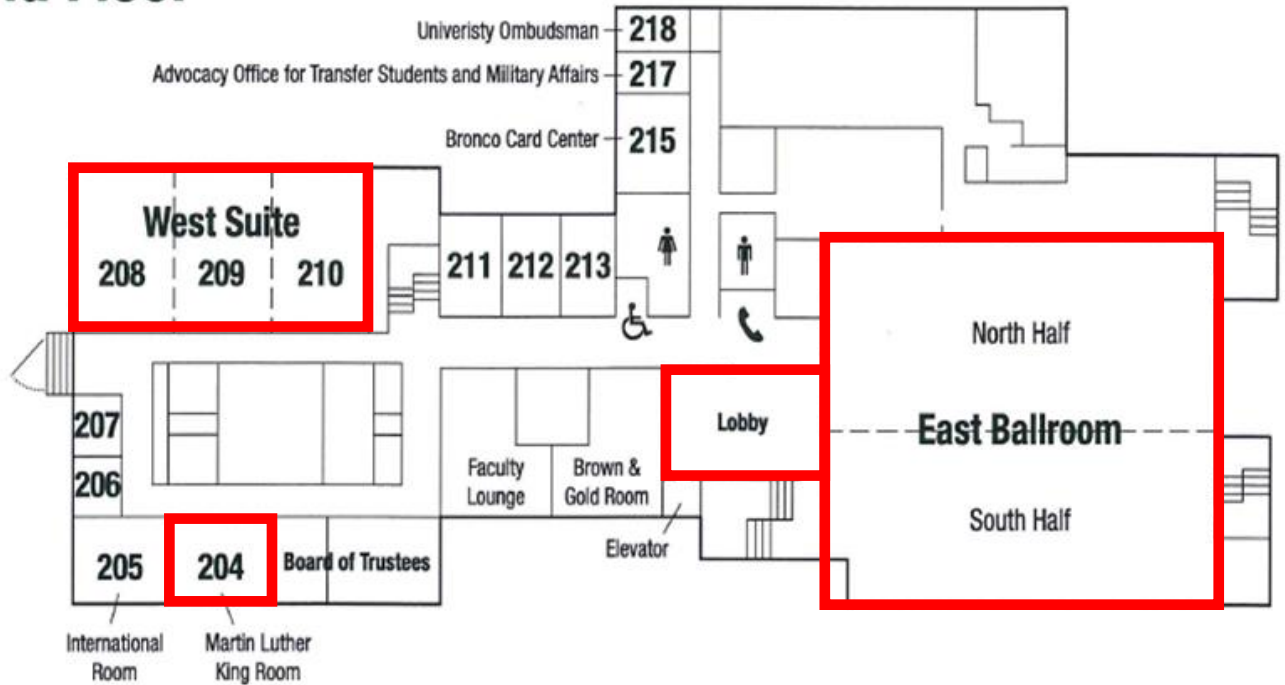 Floor
Univeristy Ombudsman
218
Advocacy Office for Transfer Students and Military Affairs
217
Bronco Card Center
215
West Suite
208
209
210
211
212
213
North Half
Lobby
East Ballroom
207
206
Faculty
Lounge
Brown &
Gold Room
South Half
Elevator
205
204
Board of Trustees
International
Room
Martin Luther
King Room